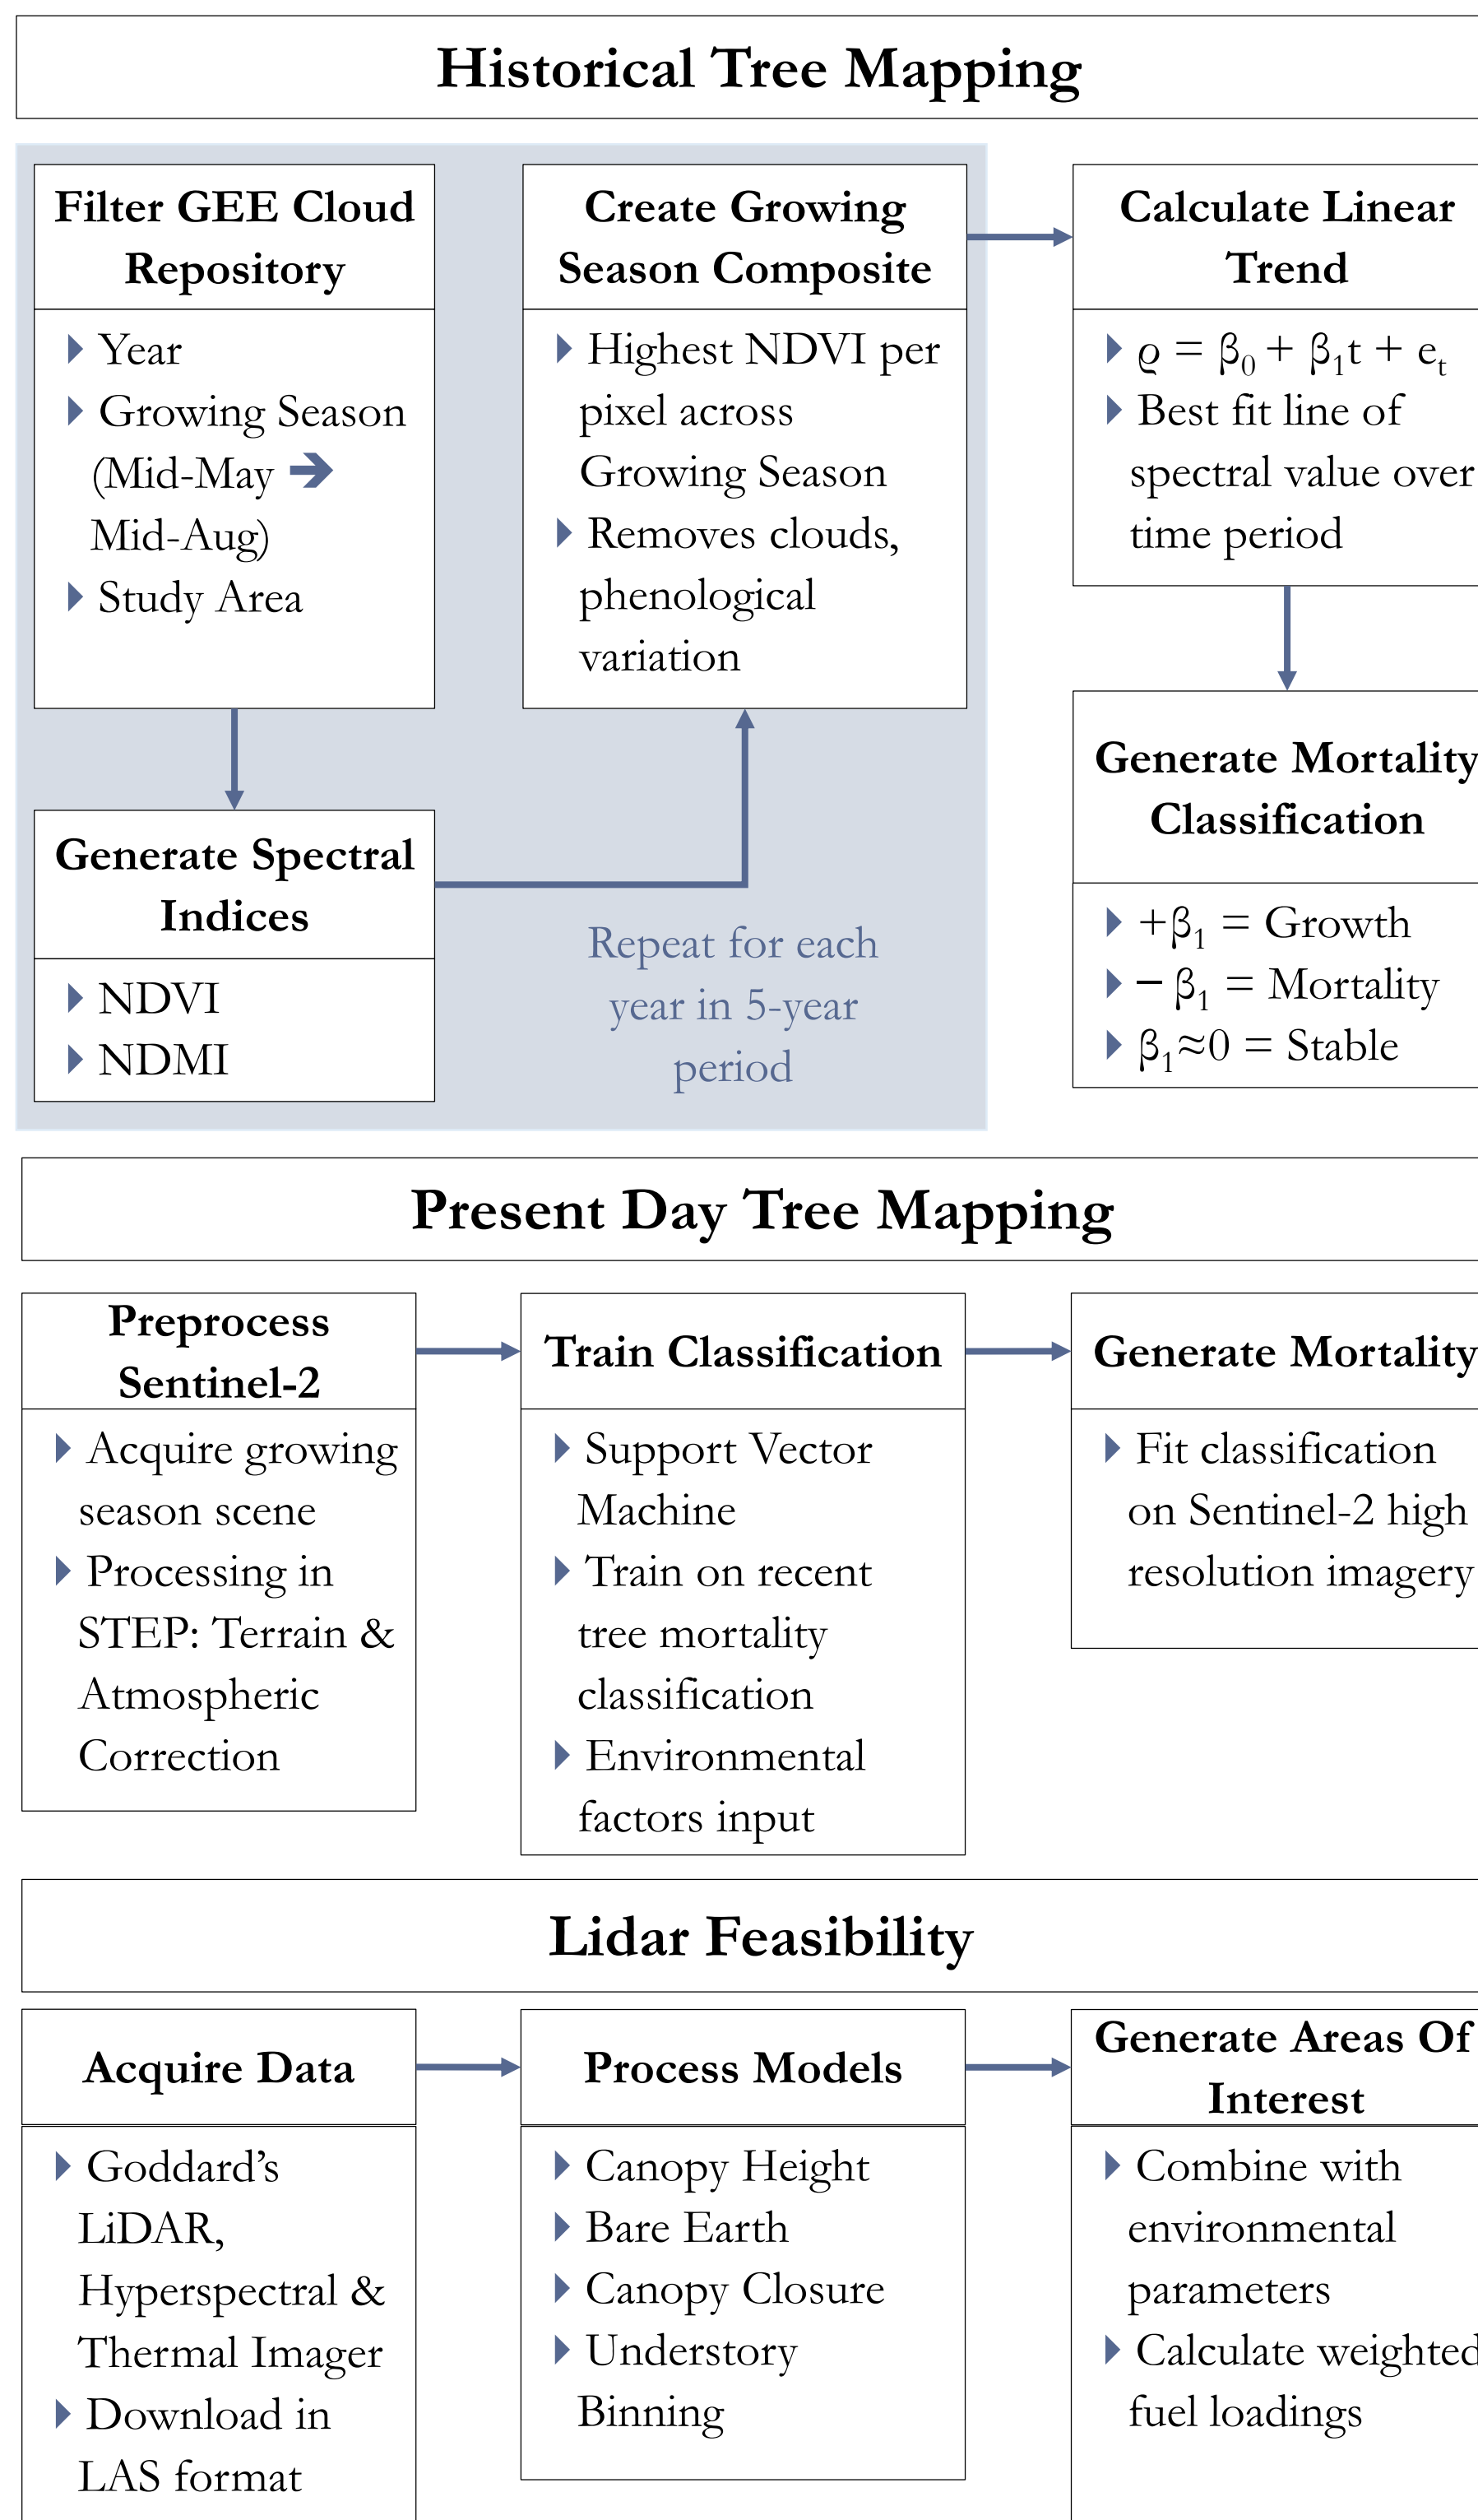 Historical Tree Mapping
Filter GEE Cloud
Repository
Year
Growing Season
(Mid-May ➔
Mid-Aug)
Study Area
Generate Spectral
Indices
NDVI
NDMI
Create Growing
Season Composite
Highest NDVI per
pixel across
Growing Season
Removes clouds,
phenological
variation
Repeat for each
year in 5-year
period
Calculate Linear
Trend
ϱ = β₀ + β₁t + eₜ
Best fit line of
spectral value over
time period
Generate Mortality
Classification
+β₁ = Growth
− β₁ = Mortality
β₁≈0 = Stable
Present Day Tree Mapping
Preprocess
Sentinel-2
Acquire growing
season scene
Processing in
STEP: Terrain &
Atmospheric
Correction
Train Classification
Support Vector
Machine
Train on recent
tree mortality
classification
Environmental
factors input
Generate Mortality
Fit classification
on Sentinel-2 high
resolution imagery
Lidar Feasibility
Acquire Data
Goddard’s
LiDAR,
Hyperspectral &
Thermal Imager
Download in
LAS format
Process Models
Canopy Height
Bare Earth
Canopy Closure
Understory
Binning
Generate Areas Of
Interest
Combine with
environmental
parameters
Calculate weighted
fuel loadings